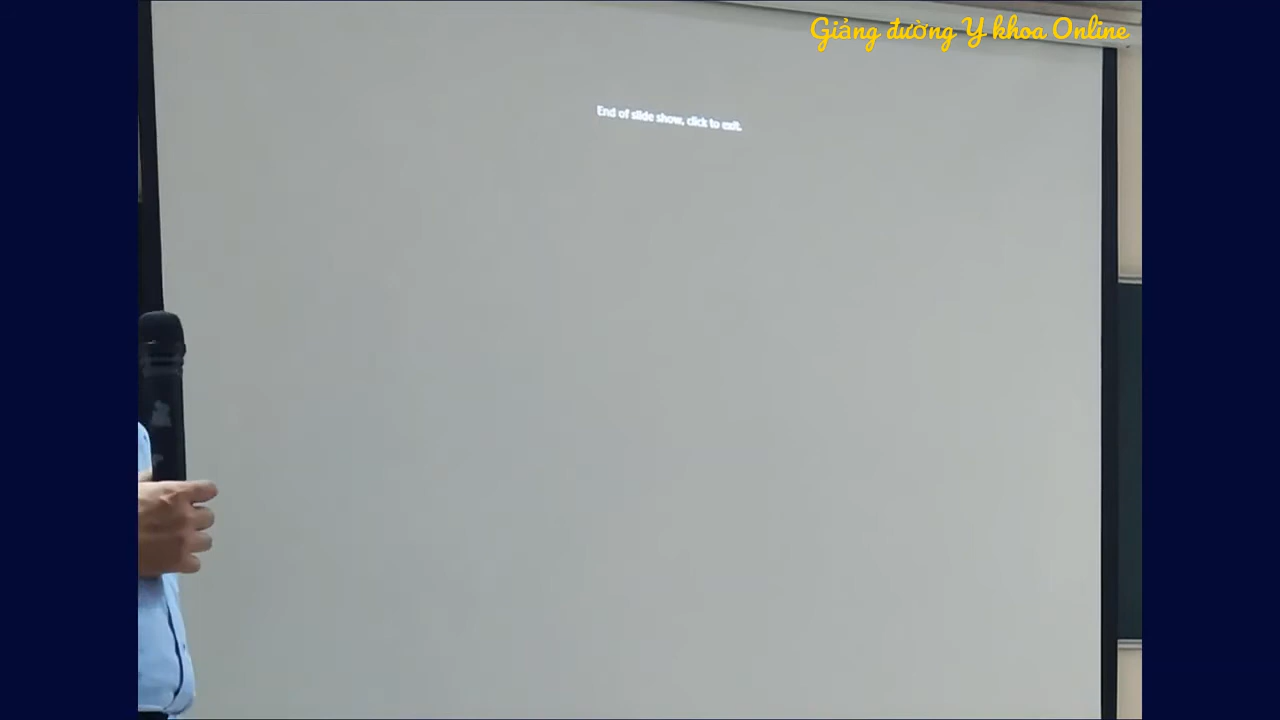 Giảng đường Y khoa Online
End of slide show, click to exit.